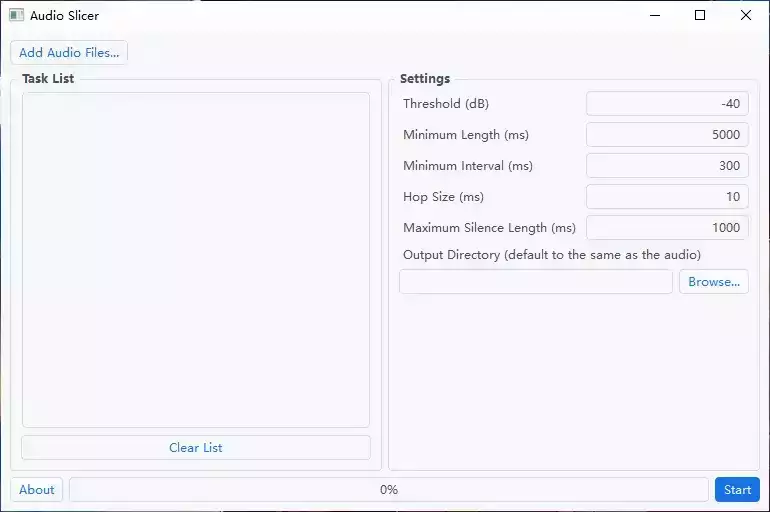 Audio Slicer
Add Audio Files...
Task List
Clear List
Settings
Threshold (dB) -40
Minimum Length (ms) 5000
Minimum Interval (ms) 300
Hop Size (ms) 10
Maximum Silence Length (ms) 1000
Output Directory (default to the same as the audio)
Browse...
About 0% Start